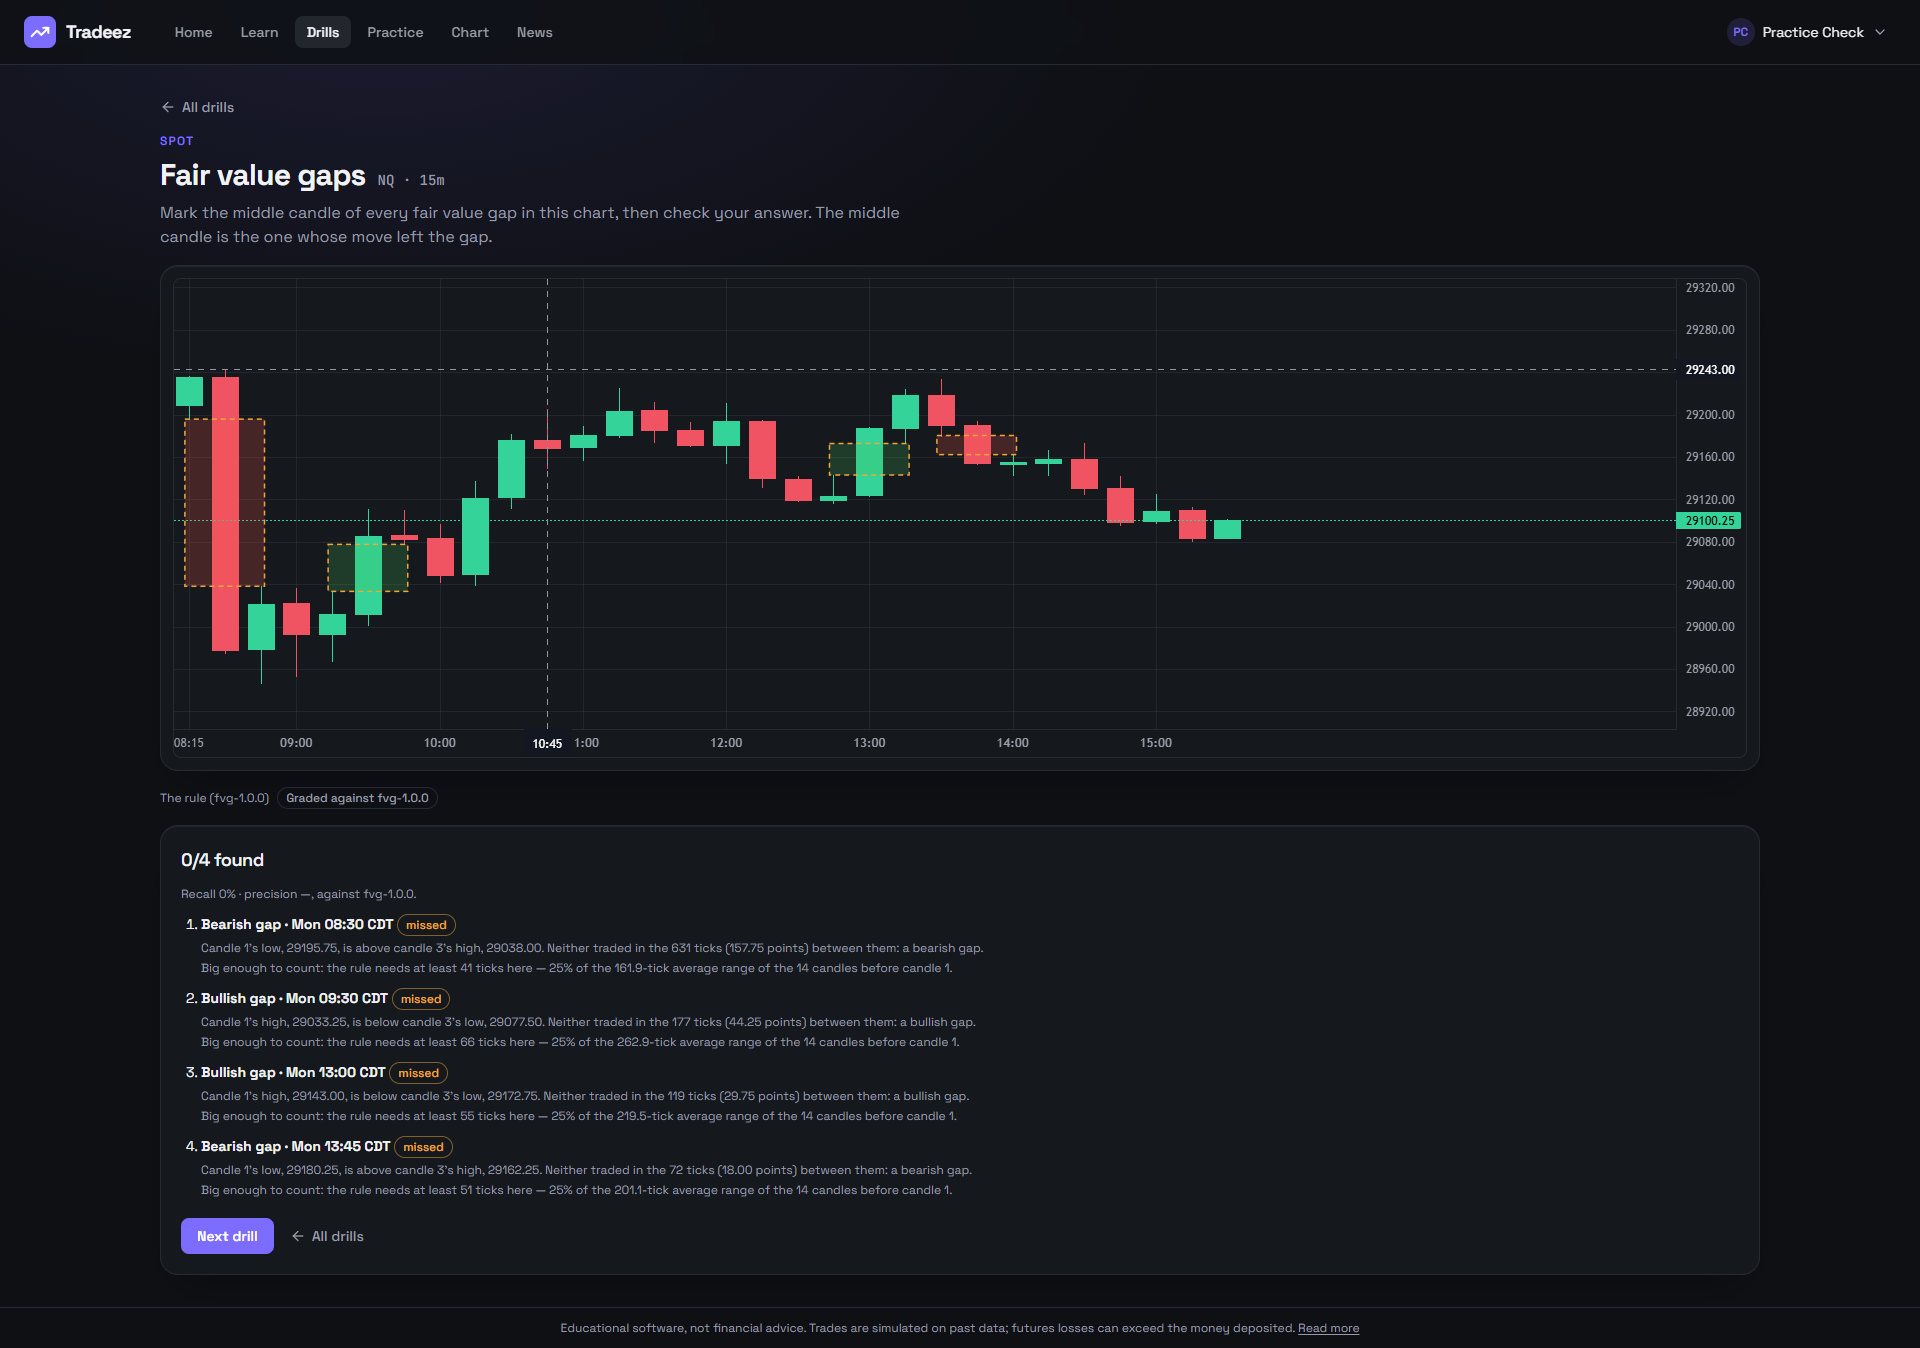 Tradeez
Home Learn Drills Practice Chart News
PC Practice Check
← All drills
SPOT
Fair value gaps NQ · 15m
Mark the middle candle of every fair value gap in this chart, then check your answer. The middle
candle is the one whose move left the gap.
29320.00
29280.00
29243.00
29200.00
29160.00
29120.00
29100.25
29080.00
29040.00
29000.00
28960.00
28920.00
08:15 09:00 10:00 10:45 1:00 12:00 13:00 14:00 15:00
The rule (fvg-1.0.0) Graded against fvg-1.0.0
0/4 found
Recall 0% · precision —, against fvg-1.0.0.
1. Bearish gap · Mon 08:30 CDT missed
Candle 1's low, 29195.75, is above candle 3's high, 29038.00. Neither traded in the 631 ticks (157.75 points) between them: a bearish gap.
Big enough to count: the rule needs at least 41 ticks here — 25% of the 161.9-tick average range of the 14 candles before candle 1.
2. Bullish gap · Mon 09:30 CDT missed
Candle 1's high, 29033.25, is below candle 3's low, 29077.50. Neither traded in the 177 ticks (44.25 points) between them: a bullish gap.
Big enough to count: the rule needs at least 66 ticks here — 25% of the 262.9-tick average range of the 14 candles before candle 1.
3. Bullish gap · Mon 13:00 CDT missed
Candle 1's high, 29143.00, is below candle 3's low, 29172.75. Neither traded in the 119 ticks (29.75 points) between them: a bullish gap.
Big enough to count: the rule needs at least 55 ticks here — 25% of the 219.5-tick average range of the 14 candles before candle 1.
4. Bearish gap · Mon 13:45 CDT missed
Candle 1's low, 29180.25, is above candle 3's high, 29162.25. Neither traded in the 72 ticks (18.00 points) between them: a bearish gap.
Big enough to count: the rule needs at least 51 ticks here — 25% of the 201.1-tick average range of the 14 candles before candle 1.
Next drill ← All drills
Educational software, not financial advice. Trades are simulated on past data; futures losses can exceed the money deposited. Read more